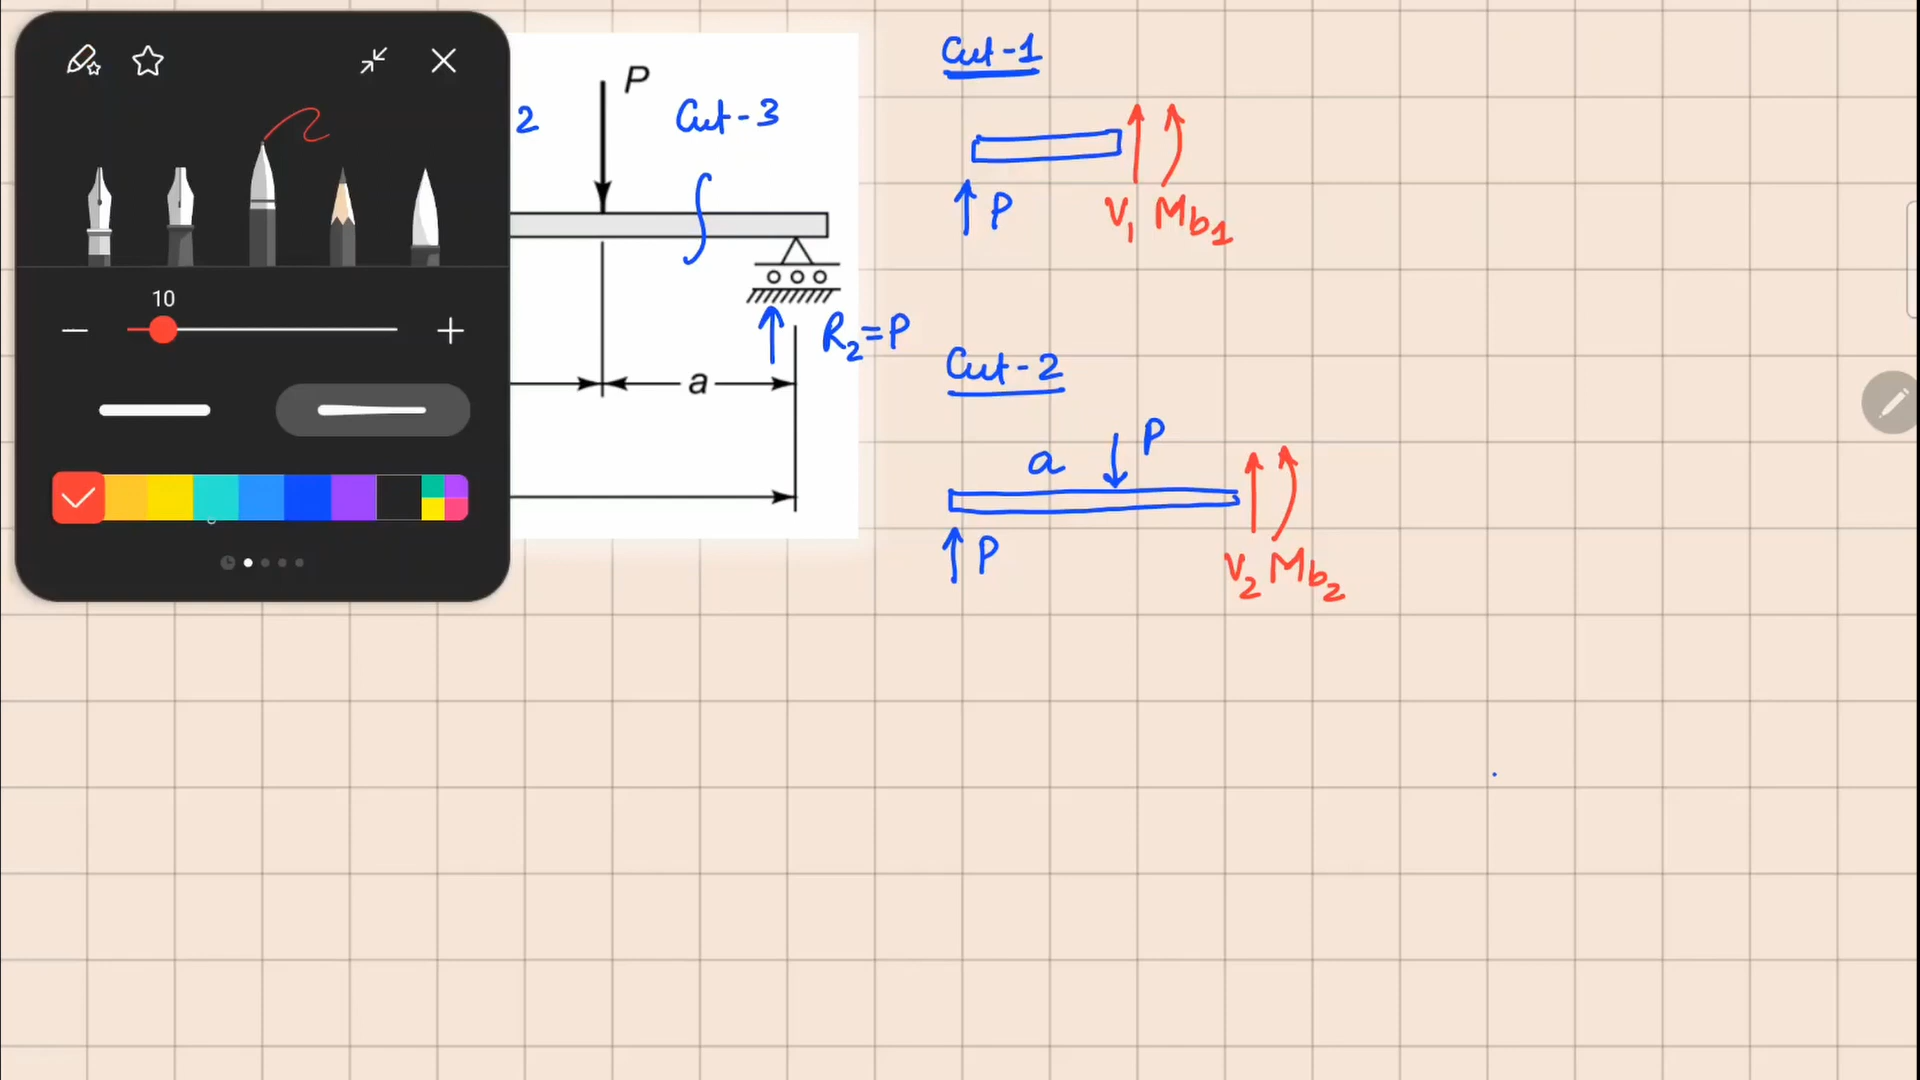 10
P
2
Cut-3
R₂=P
a
Cut-1
P
V₁ Mb₁
Cut-2
a
P
P
V₂ Mb₂